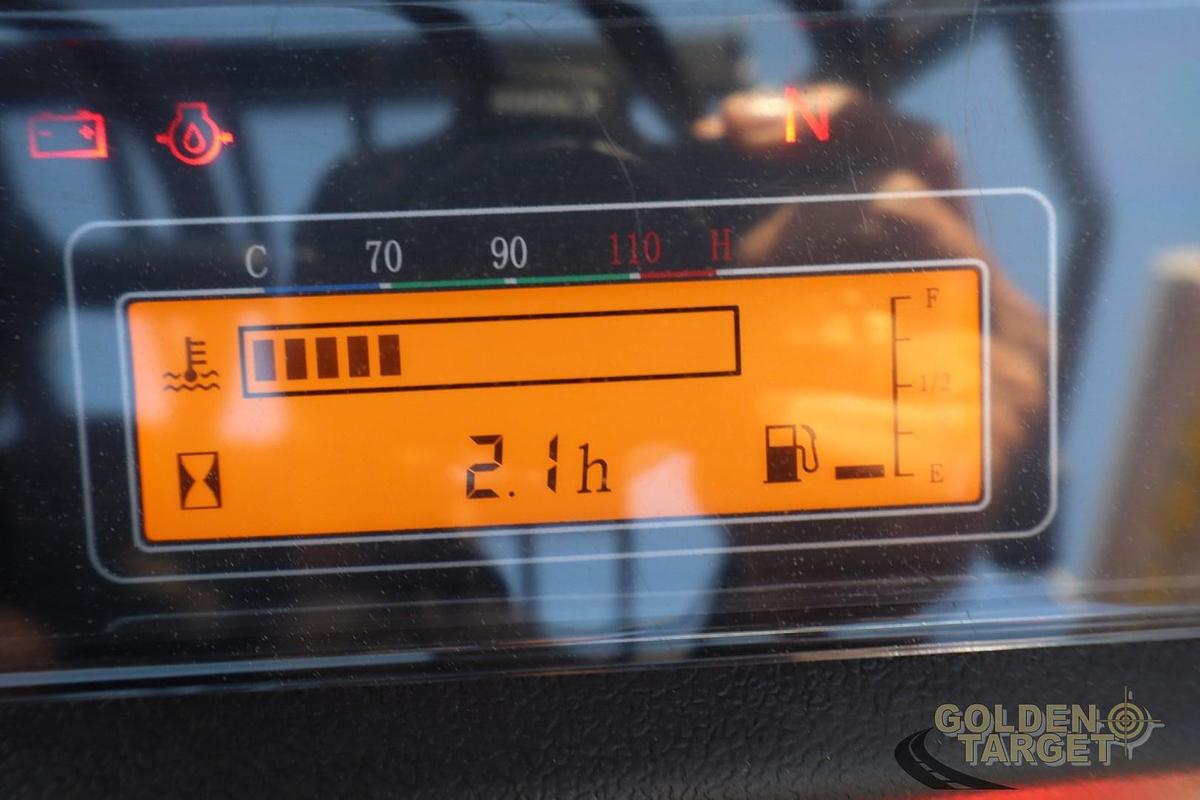 N
C 70 90 110 H
F
1/2
2.1h
E
GOLDEN
TARGET